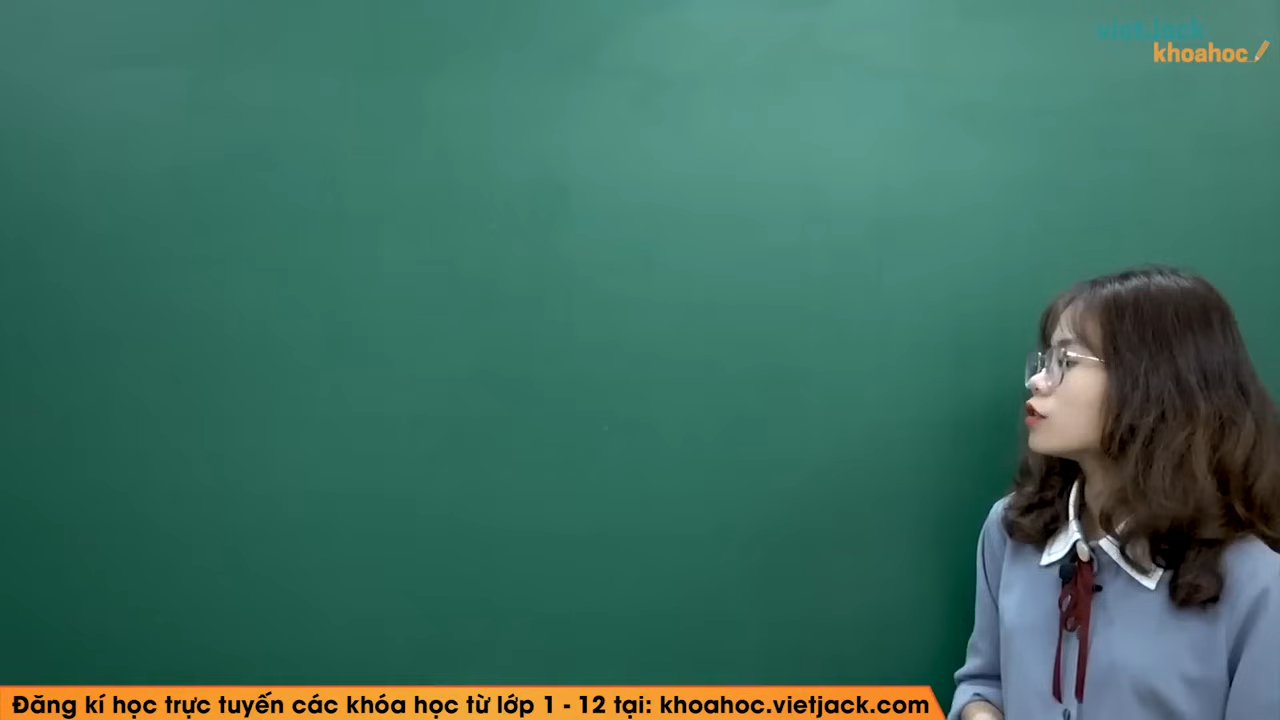 vietjack
khoahoc
Đăng kí học trực tuyến các khóa học từ lớp 1 - 12 tại: khoahoc.vietjack.com